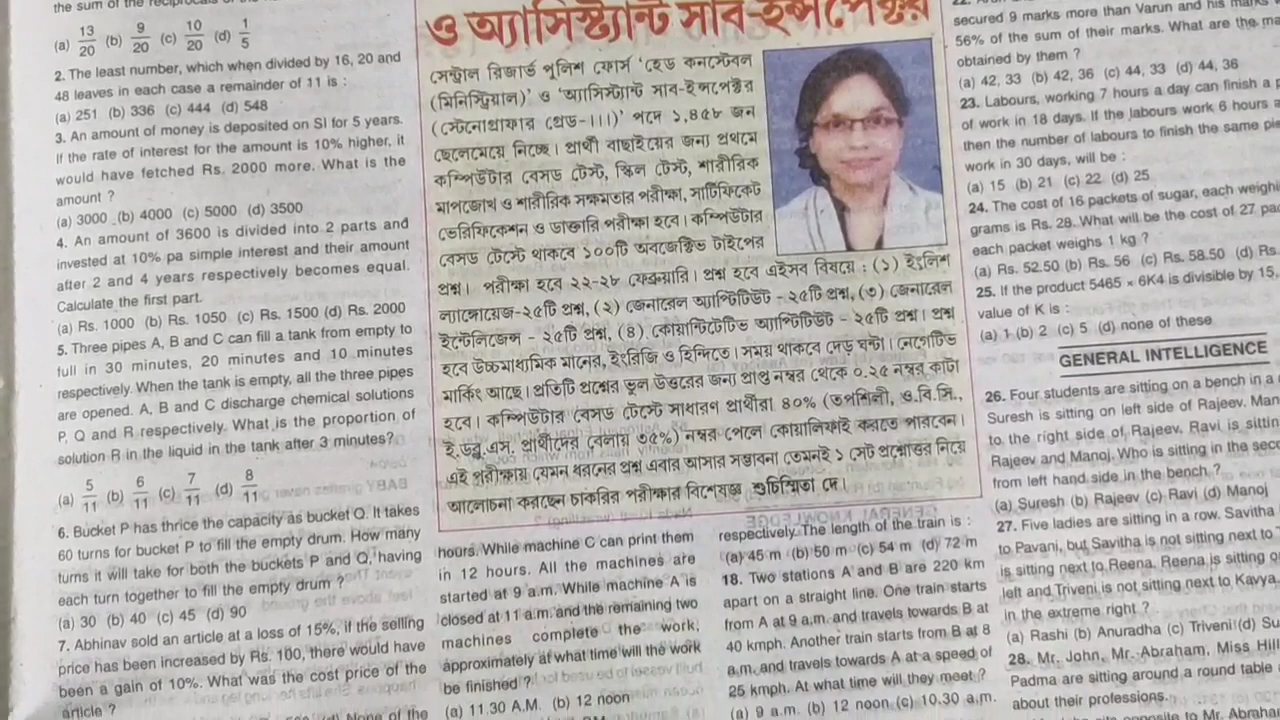 the sum of the reciprocals of the
(a) 13/20 (b) 9/20 (c) 10/20 (d) 1/5
2. The least number, which when divided by 16, 20 and
48 leaves in each case a remainder of 11 is :
(a) 251 (b) 336 (c) 444 (d) 548
3. An amount of money is deposited on SI for 5 years.
If the rate of interest for the amount is 10% higher, it
would have fetched Rs. 2000 more. What is the
amount ?
(a) 3000 (b) 4000 (c) 5000 (d) 3500
4. An amount of 3600 is divided into 2 parts and
invested at 10% pa simple interest and their amount
after 2 and 4 years respectively becomes equal.
Calculate the first part.
(a) Rs. 1000 (b) Rs. 1050 (c) Rs. 1500 (d) Rs. 2000
5. Three pipes A, B and C can fill a tank from empty to
full in 30 minutes, 20 minutes and 10 minutes
respectively. When the tank is empty, all the three pipes
are opened. A, B and C discharge chemical solutions
P, Q and R respectively. What is the proportion of
solution R in the liquid in the tank after 3 minutes?
(a) 5/11 (b) 6/11 (c) 7/11 (d) 8/11
6. Bucket P has thrice the capacity as bucket Q. It takes
60 turns for bucket P to fill the empty drum. How many
turns it will take for both the buckets P and Q, having
each turn together to fill the empty drum ?
(a) 30 (b) 40 (c) 45 (d) 90
7. Abhinav sold an article at a loss of 15%, if the selling
price has been increased by Rs. 100, there would have
been a gain of 10%. What was the cost price of the
article ?
None of the
ও অ্যাসিস্ট্যান্ট সাব-ইন্সপেক্টর
সেন্ট্রাল রিজার্ভ পুলিশ ফোর্স 'হেড কনস্টেবল
(মিনিস্ট্রিয়াল)' ও 'অ্যাসিস্ট্যান্ট সাব-ইন্সপেক্টর
(স্টেনোগ্রাফার গ্রেড-।।।)' পদে ১,৪৫৮ জন
ছেলেমেয়ে নিচ্ছে। প্রার্থী বাছাইয়ের জন্য প্রথমে
কম্পিউটার বেসড টেস্ট, স্কিল টেস্ট, শারীরিক
মাপজোখ ও শারীরিক সক্ষমতার পরীক্ষা, সার্টিফিকেট
ভেরিফিকেশন ও ডাক্তারি পরীক্ষা হবে। কম্পিউটার
বেসড টেস্টে থাকবে ১০০টি অবজেক্টিভ টাইপের
প্রশ্ন। পরীক্ষা হবে ২২-২৮ ফেব্রুয়ারি। প্রশ্ন হবে এইসব বিষয়ে : (১) ইংলিশ
ল্যাঙ্গোয়েজ-২৫টি প্রশ্ন, (২) জেনারেল অ্যাপ্টিটিউট - ২৫টি প্রশ্ন, (৩) জেনারেল
ইন্টেলিজেন্স - ২৫টি প্রশ্ন, (৪) কোয়ান্টিটেটিভ অ্যাপ্টিটিউট - ২৫টি প্রশ্ন। প্রশ্ন
হবে উচ্চমাধ্যমিক মানের, ইংরিজি ও হিন্দিতে। সময় থাকবে দেড় ঘন্টা। নেগেটিভ
মার্কিং আছে। প্রতিটি প্রশ্নের ভুল উত্তরের জন্য প্রাপ্ত নম্বর থেকে ০.২৫ নম্বর কাটা
হবে। কম্পিউটার বেসড টেস্টে সাধারণ প্রার্থীরা ৪০% (তপশিলী, ও.বি.সি.,
ই.ডব্লু.এস. প্রার্থীদের বেলায় ৩৫%) নম্বর পেলে কোয়ালিফাই করতে পারবেন।
এই পরীক্ষায় যেমন ধরনের প্রশ্ন এবার আসার সম্ভাবনা তেমনই ১ সেট প্রশ্নোত্তর নিয়ে
আলোচনা করছেন চাকরির পরীক্ষার বিশেষজ্ঞ শুচিস্মিতা দে।
hours. While machine C can print them
in 12 hours. All the machines are
started at 9 a.m. While machine A is
closed at 11 a.m. and the remaining two
machines complete the work,
approximately at what time will the work
be finished ?
(a) 11.30 A.M. (b) 12 noon
respectively. The length of the train is :
(a) 45 m (b) 50 m (c) 54 m (d) 72 m
18. Two stations A and B are 220 km
apart on a straight line. One train starts
from A at 9 a.m. and travels towards B at
40 kmph. Another train starts from B at 8
a.m. and travels towards A at a speed of
25 kmph. At what time will they meet ?
(a) 9 a.m. (b) 12 noon (c) 10.30 a.m.
secured 9 marks more than Varun and his marks
56% of the sum of their marks. What are the
obtained by them ?
(a) 42, 33 (b) 42, 36 (c) 44, 33 (d) 44, 36
23. Labours, working 7 hours a day can finish a
of work in 18 days. If the labours work 6 hours
then the number of labours to finish the same
work in 30 days, will be :
(a) 15 (b) 21 (c) 22 (d) 25
24. The cost of 16 packets of sugar, each
grams is Rs. 28. What will be the cost of 27
each packet weighs 1 kg ?
(a) Rs. 52.50 (b) Rs. 56 (c) Rs. 58.50 (d) Rs.
25. If the product 5465 × 6K4 is divisible by 15,
value of K is :
(a) 1 (b) 2 (c) 5 (d) none of these
GENERAL INTELLIGENCE
26. Four students are sitting on a bench in a
Suresh is sitting on left side of Rajeev.
to the right side of Rajeev. Ravi is
Rajeev and Manoj. Who is sitting in the
from left hand side in the bench. ?
(a) Suresh (b) Rajeev (c) Ravi (d) Manoj
27. Five ladies are sitting in a row. Savitha
to Pavani, but Savitha is not sitting next to
is sitting next to Reena. Reena is sitting
left and Triveni is not sitting next to Kavya.
in the extreme right ?
(a) Rashi (b) Anuradha (c) Triveni (d)
28. Mr. John, Mr. Abraham, Miss
Padma are sitting around a round table
about their professions.
opposite to Mr.